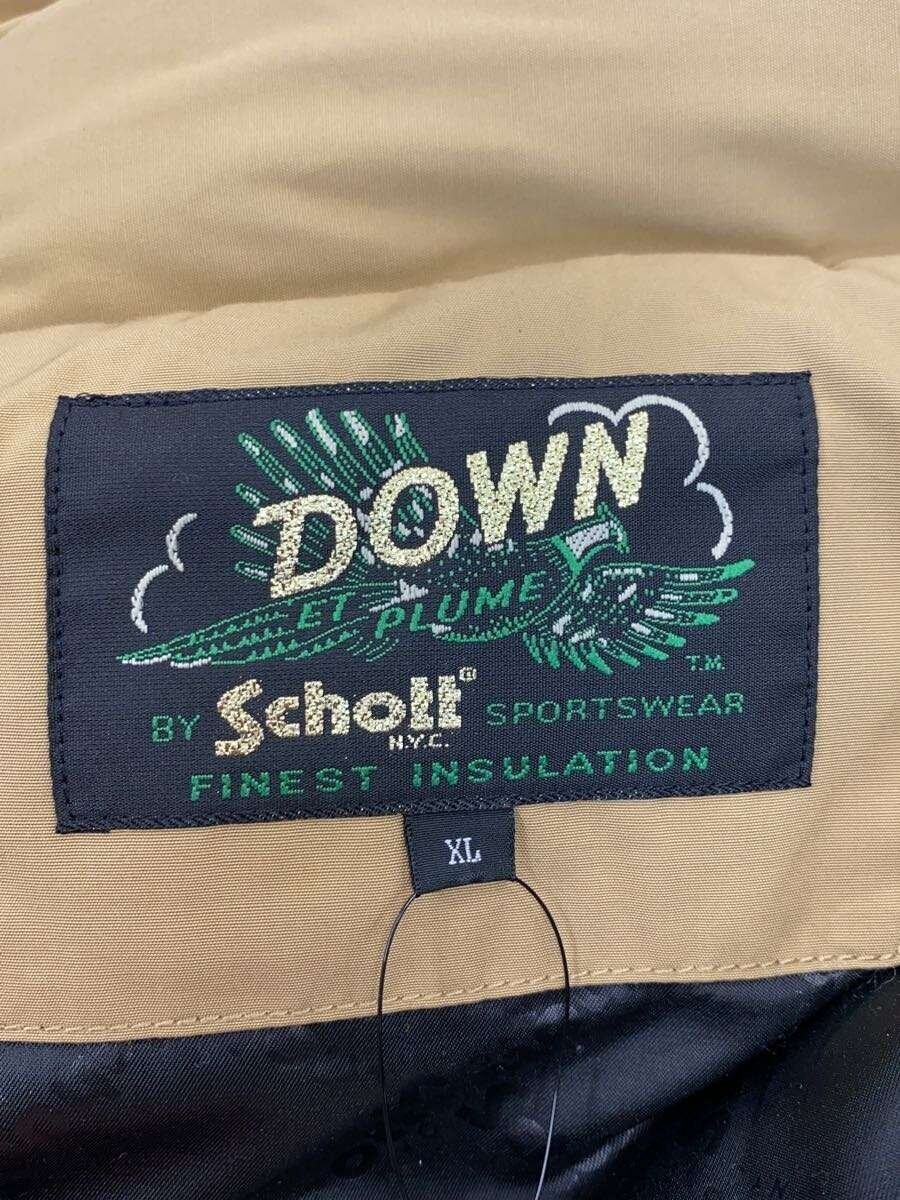 DOWN
ET PLUME
T.M.
BY Schott® SPORTSWEAR
N.Y.C.
FINEST INSULATION
XL